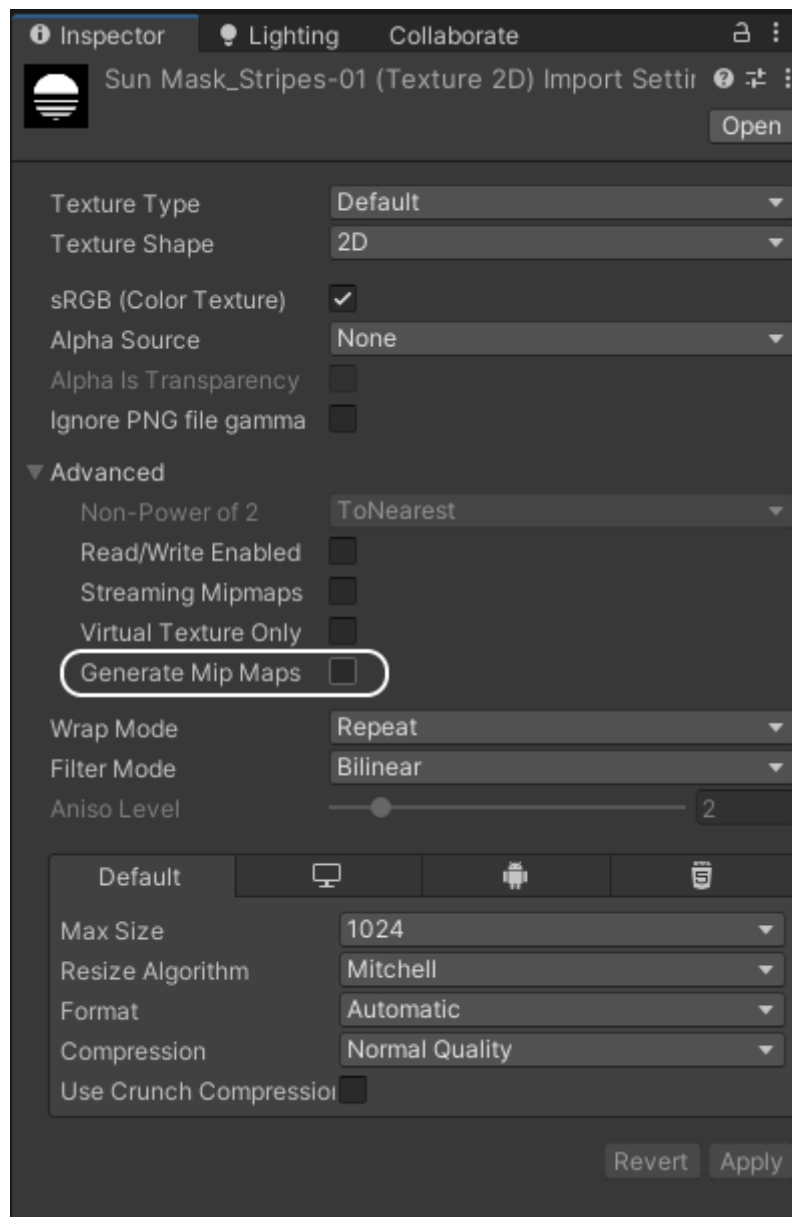 Inspector Lighting Collaborate
Sun Mask_Stripes-01 (Texture 2D) Import Settin
Open
Texture Type Default
Texture Shape 2D
sRGB (Color Texture)
Alpha Source None
Alpha Is Transparency
Ignore PNG file gamma
Advanced
Non-Power of 2 ToNearest
Read/Write Enabled
Streaming Mipmaps
Virtual Texture Only
Generate Mip Maps
Wrap Mode Repeat
Filter Mode Bilinear
Aniso Level 2
Default 5
Max Size 1024
Resize Algorithm Mitchell
Format Automatic
Compression Normal Quality
Use Crunch Compression
Revert Apply